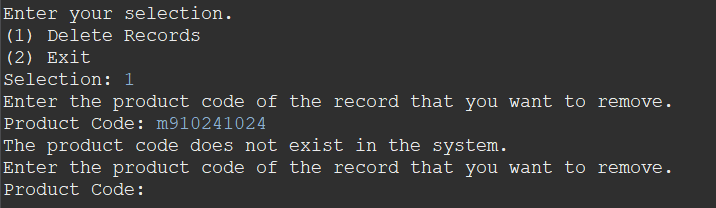 Enter your selection.
(1) Delete Records
(2) Exit
Selection: 1
Enter the product code of the record that you want to remove.
Product Code: m910241024
The product code does not exist in the system.
Enter the product code of the record that you want to remove.
Product Code: